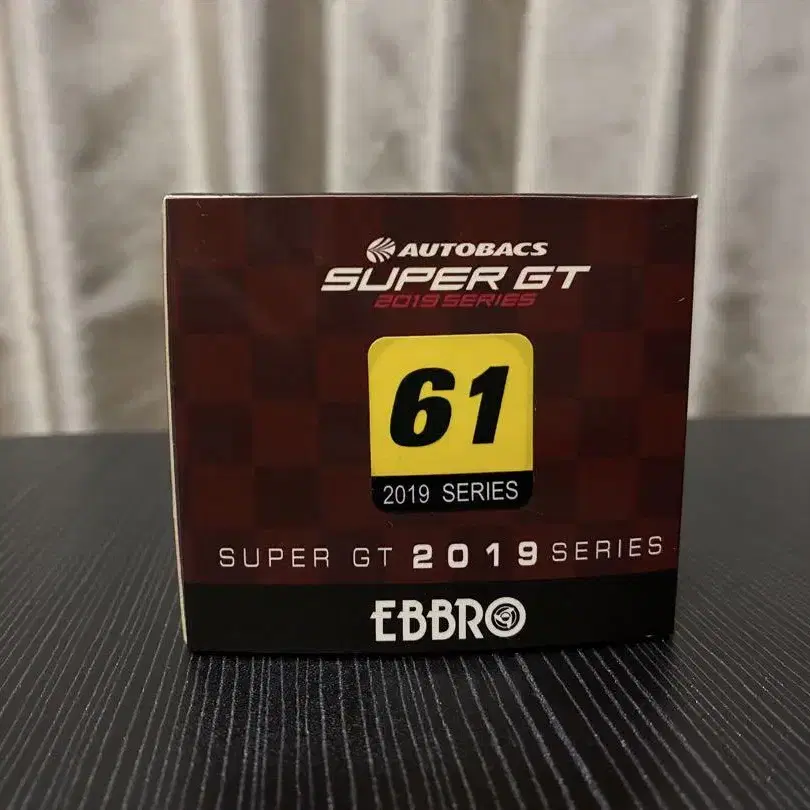 AUTOBACS
SUPER GT
2019 SERIES
61
2019 SERIES
SUPER GT 2019 SERIES
EBBRO